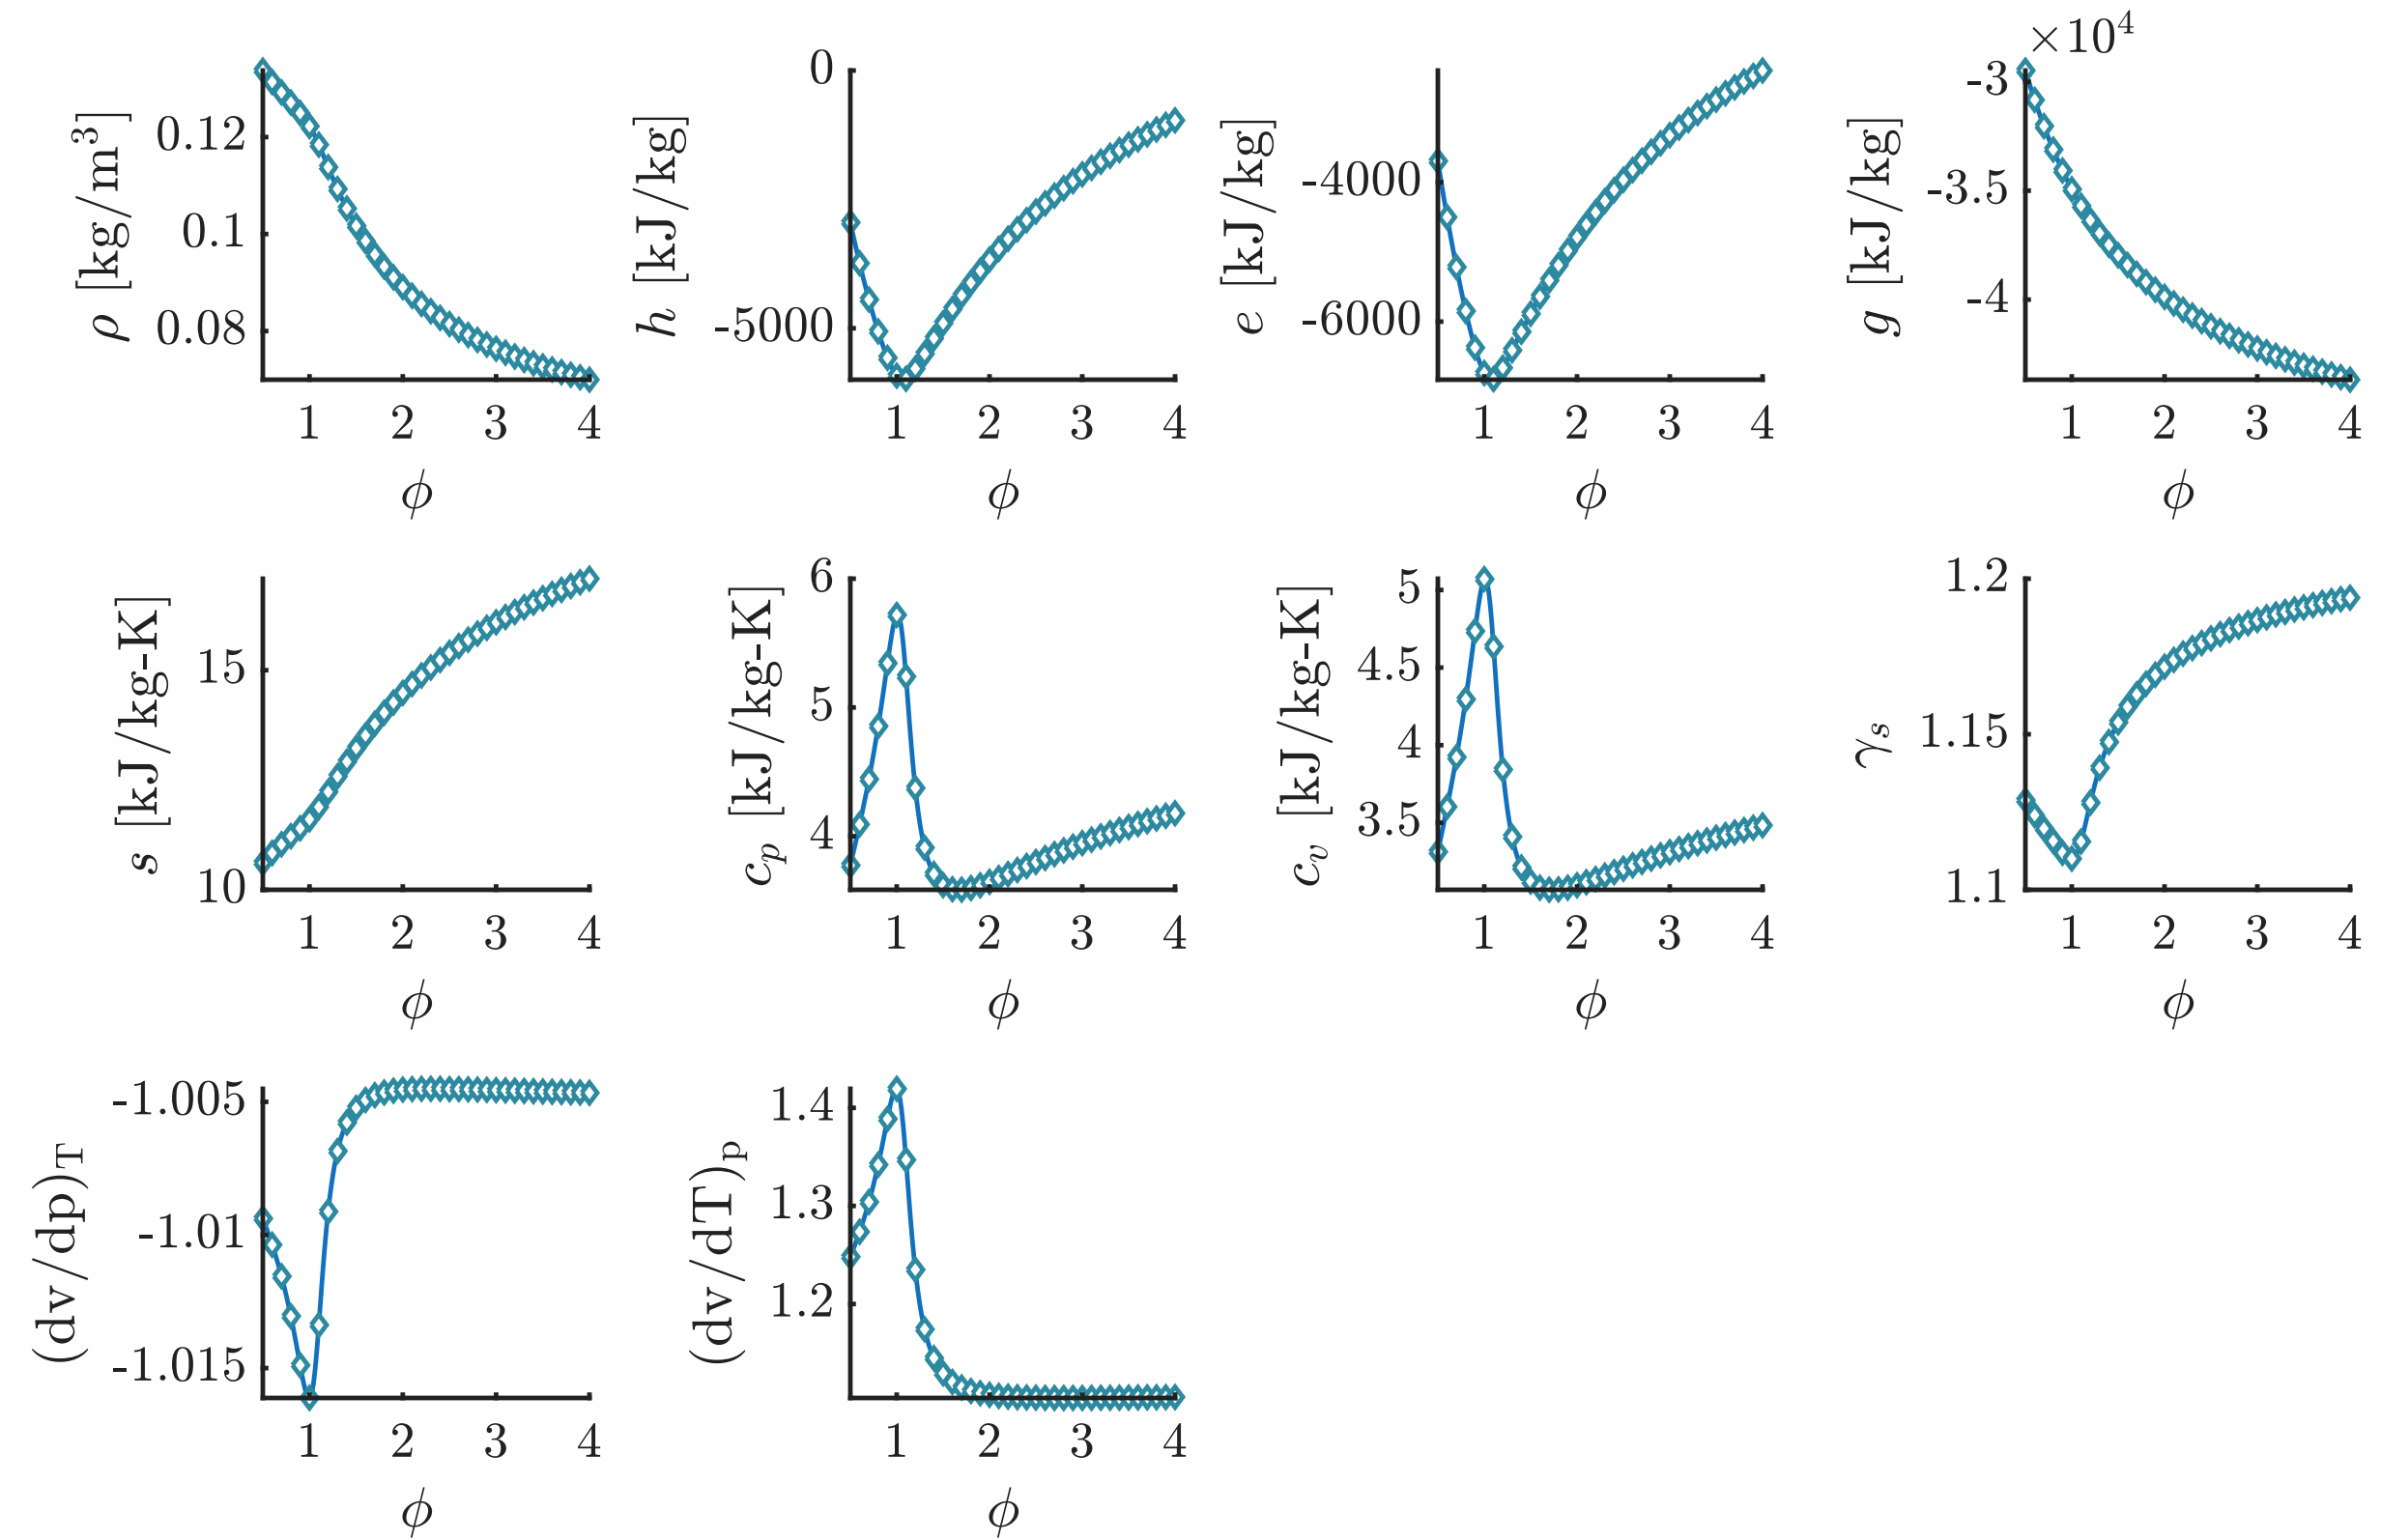 ρ [kg/m³]
0.12
0.1
0.08
1 2 3 4
ϕ
h [kJ/kg]
0
-5000
1 2 3 4
ϕ
e [kJ/kg]
-4000
-6000
1 2 3 4
ϕ
g [kJ/kg]
×10⁴
-3
-3.5
-4
1 2 3 4
ϕ
s [kJ/kg-K]
15
10
1 2 3 4
ϕ
c_p [kJ/kg-K]
6
5
4
1 2 3 4
ϕ
c_v [kJ/kg-K]
5
4.5
4
3.5
1 2 3 4
ϕ
γ_s
1.2
1.15
1.1
1 2 3 4
ϕ
(dv/dp)_T
-1.005
-1.01
-1.015
1 2 3 4
ϕ
(dv/dT)_p
1.4
1.3
1.2
1 2 3 4
ϕ